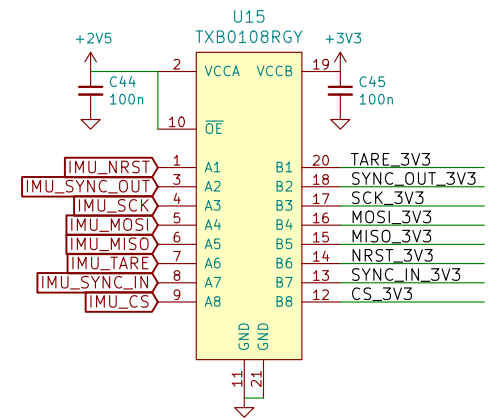 U15
TXB0108RGY
+2V5
+3V3
2 VCCA VCCB 19
C44
100n
C45
100n
10 OE
IMU_NRST 1 A1 B1 20 TARE_3V3
IMU_SYNC_OUT 3 A2 B2 18 SYNC_OUT_3V3
IMU_SCK 4 A3 B3 17 SCK_3V3
IMU_MOSI 5 A4 B4 16 MOSI_3V3
IMU_MISO 6 A5 B5 15 MISO_3V3
IMU_TARE 7 A6 B6 14 NRST_3V3
IMU_SYNC_IN 8 A7 B7 13 SYNC_IN_3V3
IMU_CS 9 A8 B8 12 CS_3V3
GND GND
11 21